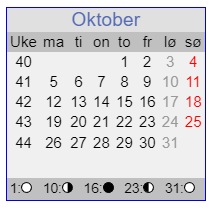 Oktober
Uke ma ti on to fr lø sø
40 1 2 3 4
41 5 6 7 8 9 10 11
42 12 13 14 15 16 17 18
43 19 20 21 22 23 24 25
44 26 27 28 29 30 31
1: 10: 16: 23: 31: